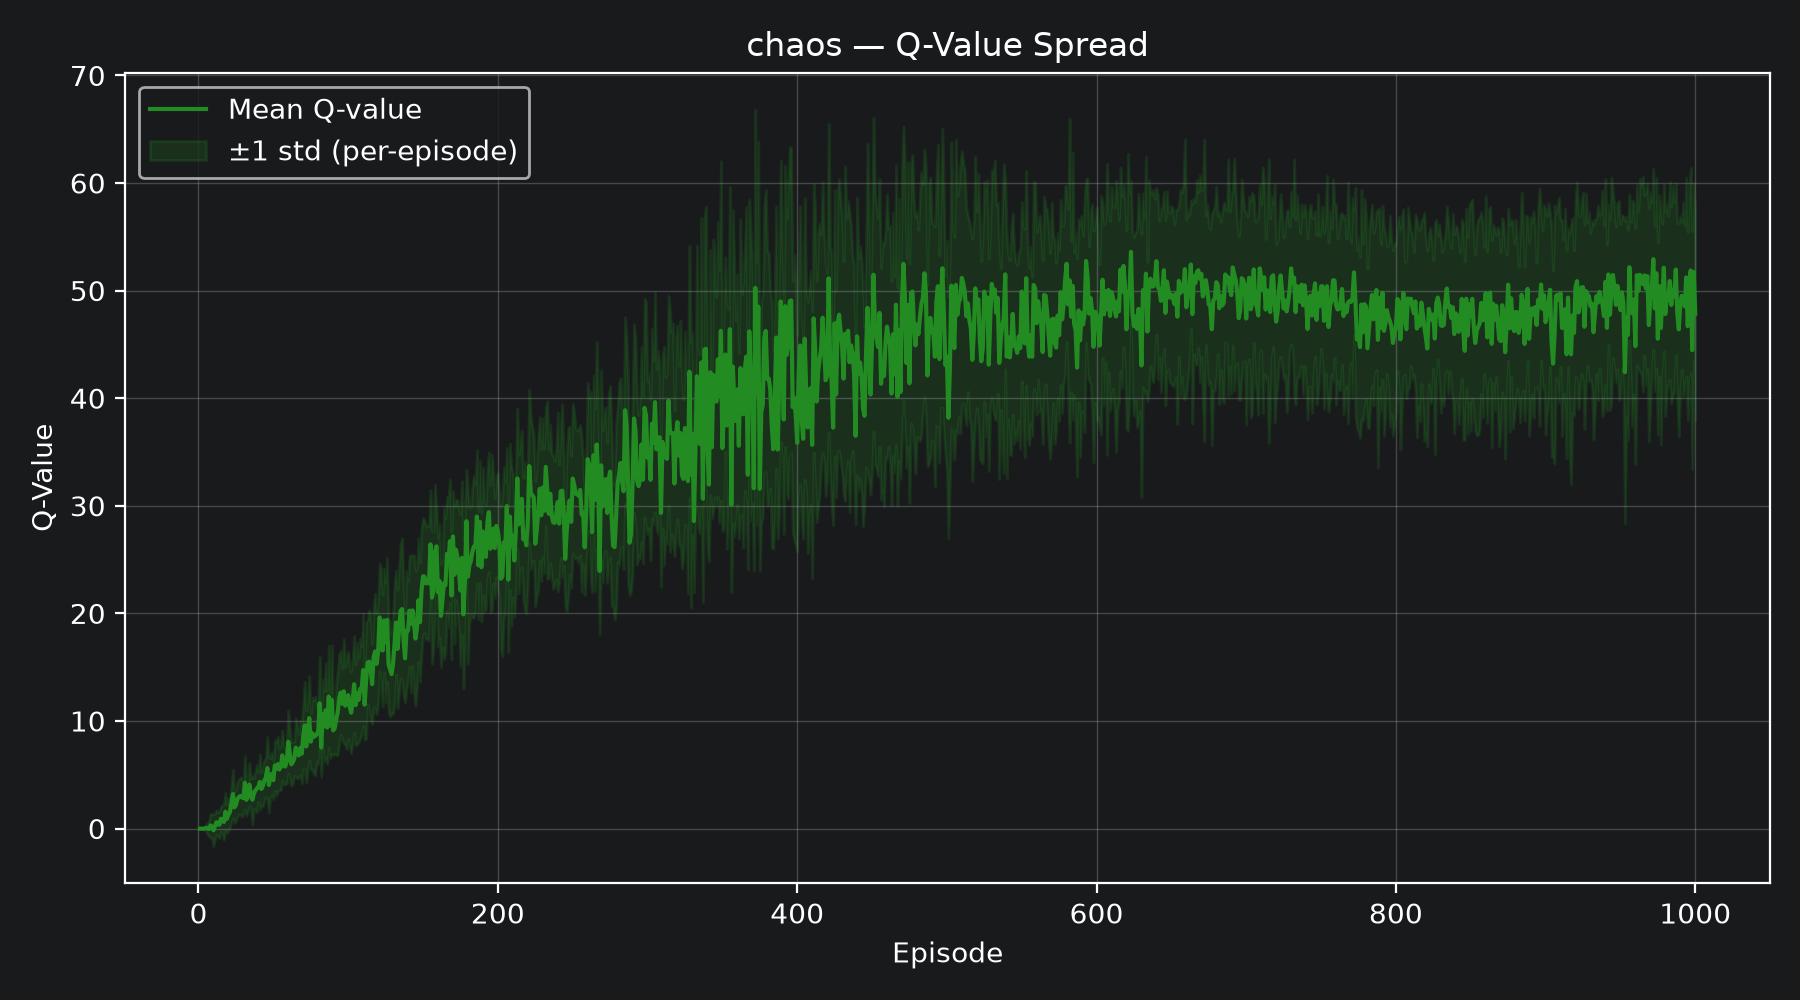 chaos — Q-Value Spread
Mean Q-value
±1 std (per-episode)
Q-Value
70
60
50
40
30
20
10
0
0 200 400 600 800 1000
Episode